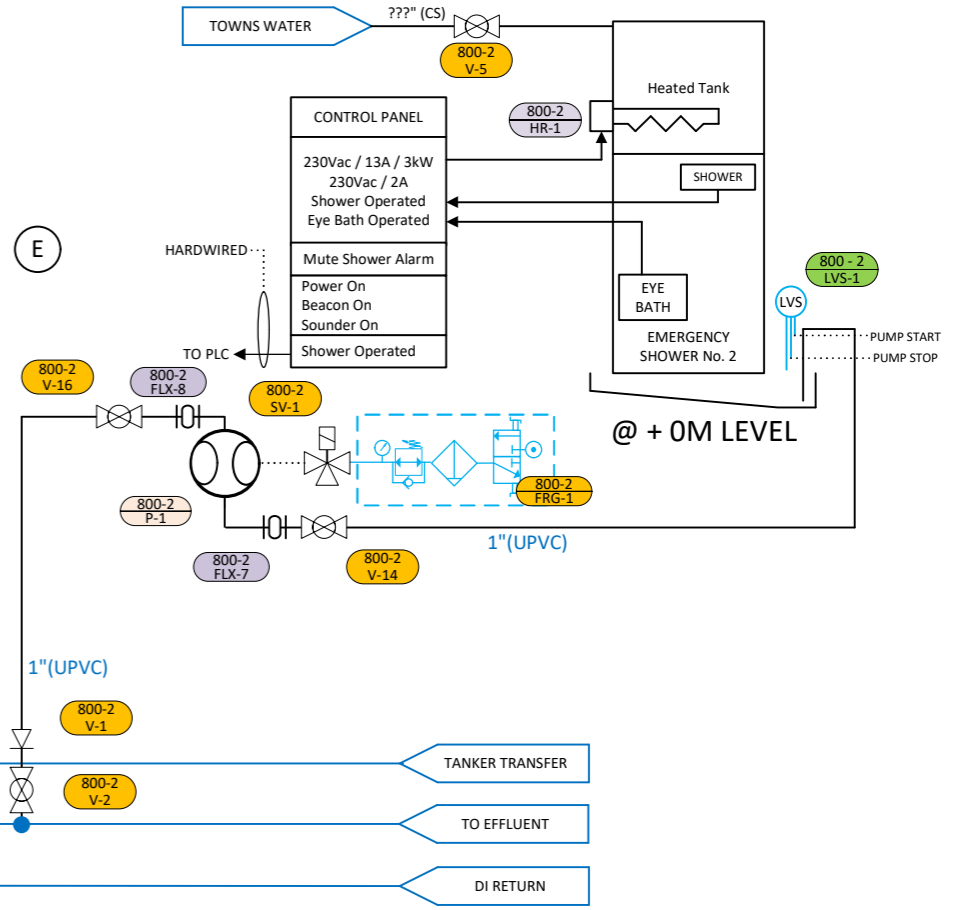 TOWNS WATER
???" (CS)
800-2
V-5
Heated Tank
800-2
HR-1
CONTROL PANEL
230Vac / 13A / 3kW
230Vac / 2A
Shower Operated
Eye Bath Operated
SHOWER
E
HARDWIRED
Mute Shower Alarm
Power On
Beacon On
Sounder On
Shower Operated
TO PLC
EYE
BATH
EMERGENCY
SHOWER No. 2
800 - 2
LVS-1
LVS
PUMP START
PUMP STOP
800-2
V-16
800-2
FLX-8
800-2
SV-1
@ + 0M LEVEL
800-2
FRG-1
800-2
P-1
800-2
FLX-7
800-2
V-14
1"(UPVC)
1"(UPVC)
800-2
V-1
TANKER TRANSFER
800-2
V-2
TO EFFLUENT
DI RETURN